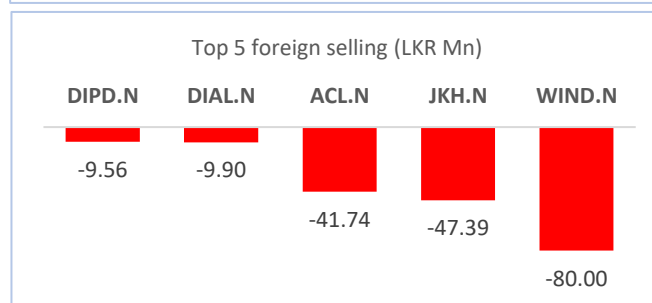 Top 5 foreign selling (LKR Mn)
DIPD.N DIAL.N ACL.N JKH.N WIND.N
-9.56 -9.90 -41.74 -47.39 -80.00